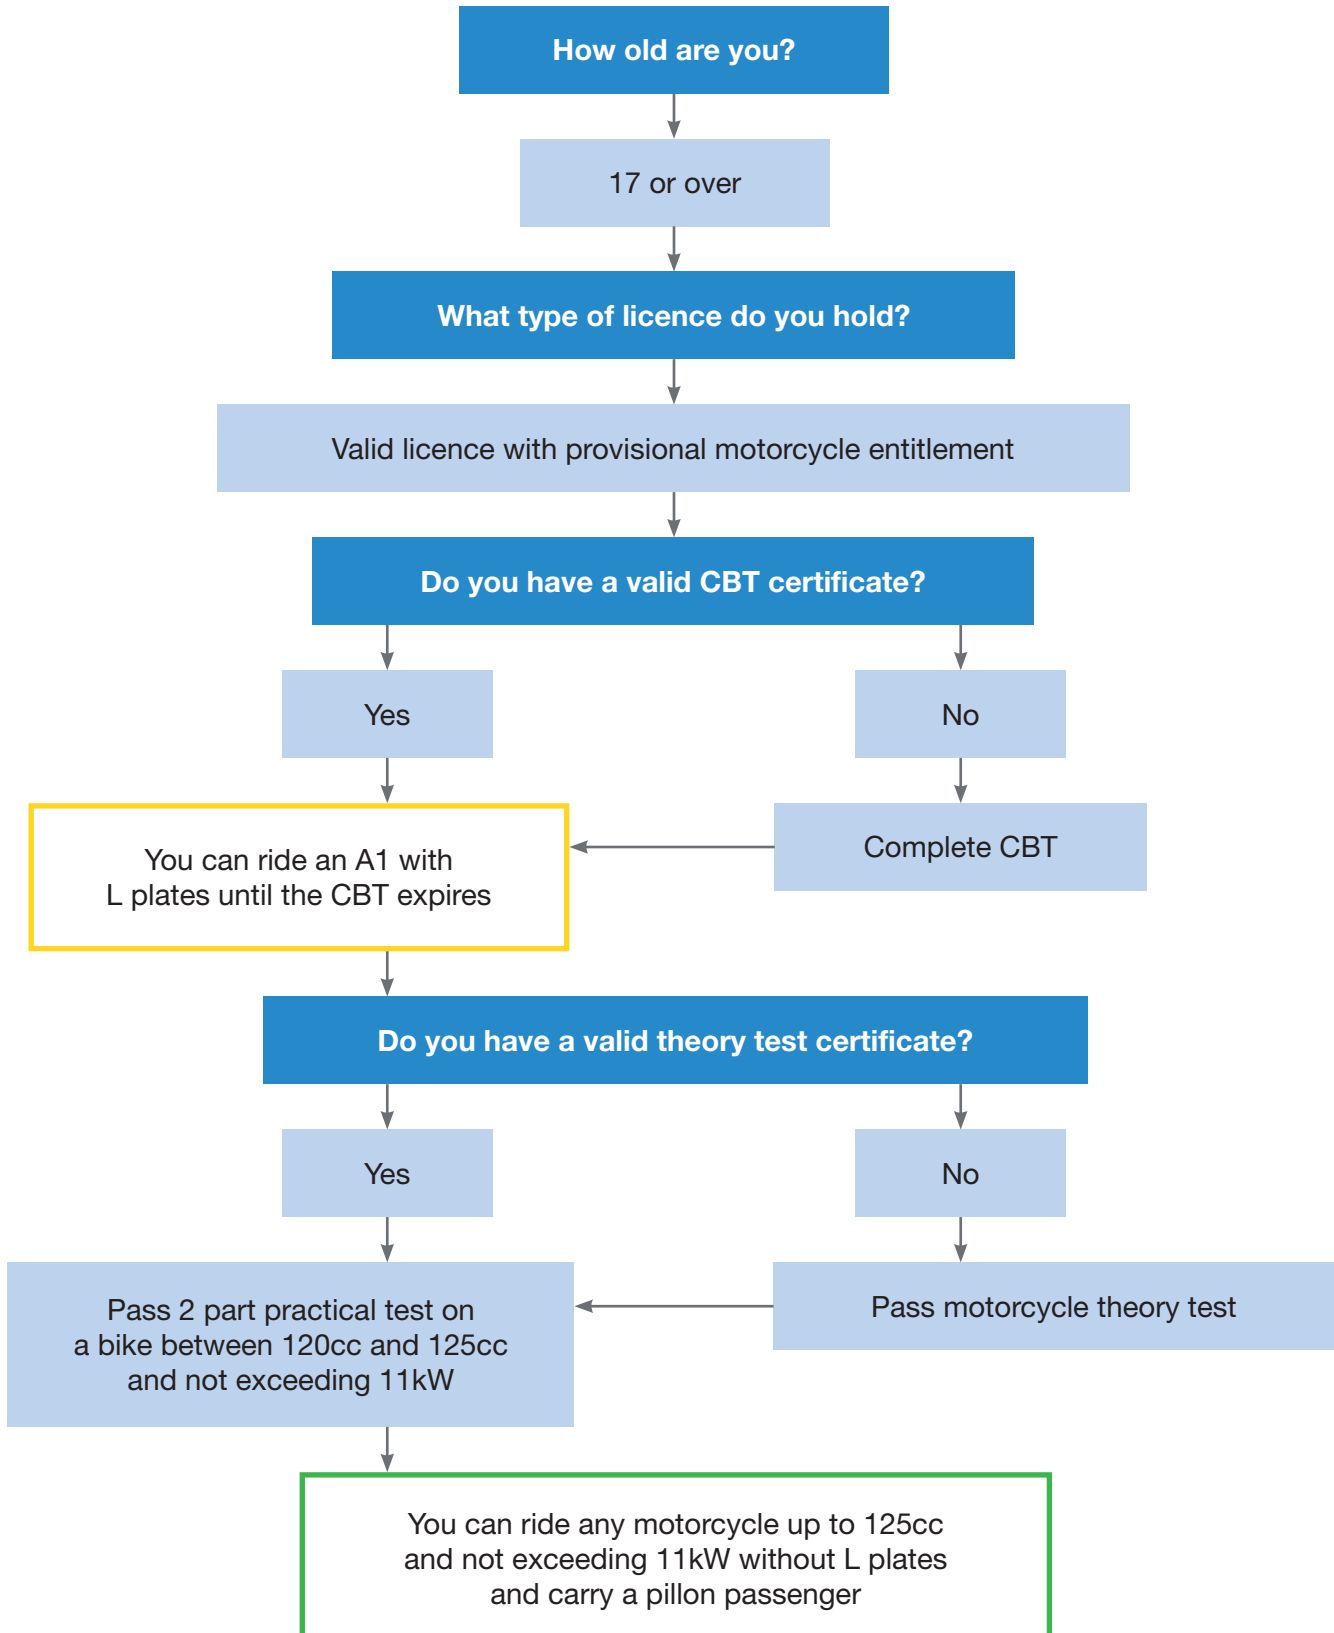 How old are you?
17 or over
What type of licence do you hold?
Valid licence with provisional motorcycle entitlement
Do you have a valid CBT certificate?
Yes
No
You can ride an A1 with
L plates until the CBT expires
Complete CBT
Do you have a valid theory test certificate?
Yes
No
Pass 2 part practical test on
a bike between 120cc and 125cc
and not exceeding 11kW
Pass motorcycle theory test
You can ride any motorcycle up to 125cc
and not exceeding 11kW without L plates
and carry a pillon passenger